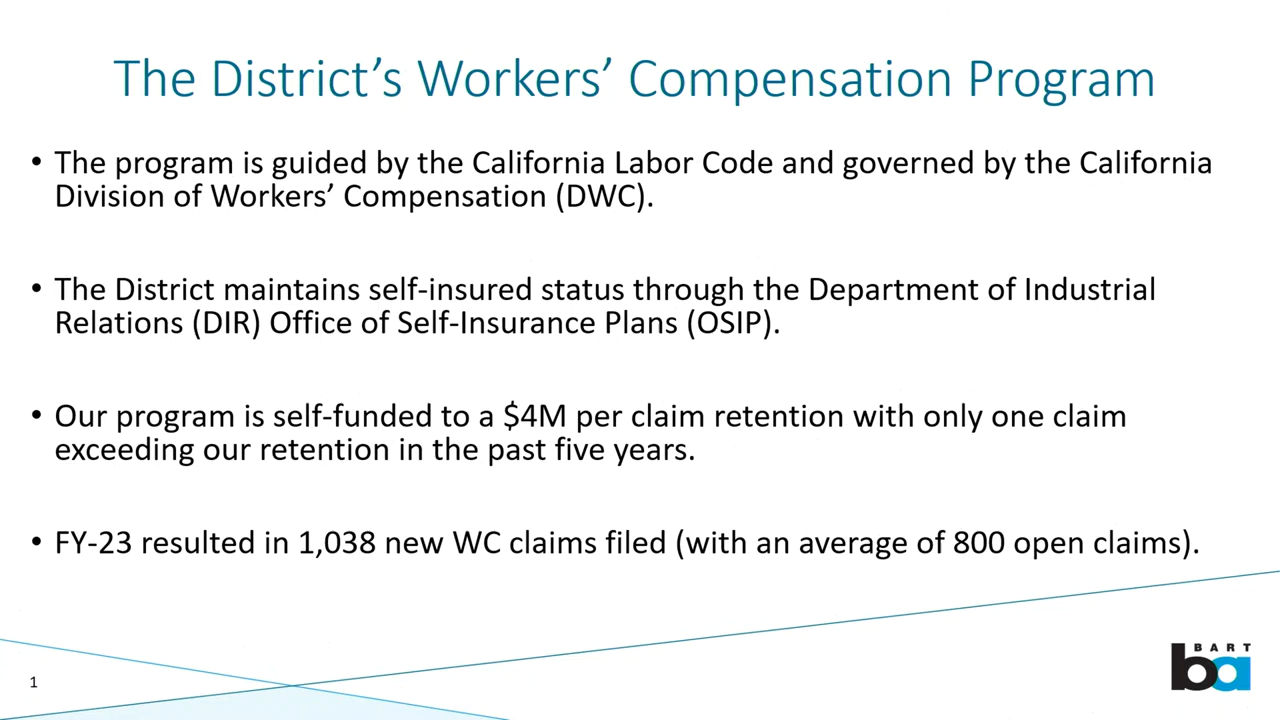 The District’s Workers’ Compensation Program
• The program is guided by the California Labor Code and governed by the California
Division of Workers’ Compensation (DWC).
• The District maintains self-insured status through the Department of Industrial
Relations (DIR) Office of Self-Insurance Plans (OSIP).
• Our program is self-funded to a $4M per claim retention with only one claim
exceeding our retention in the past five years.
• FY-23 resulted in 1,038 new WC claims filed (with an average of 800 open claims).
BART
ba
1